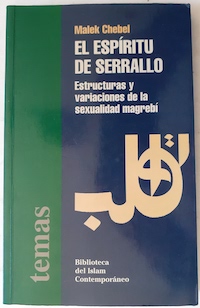 Malek Chebel
EL ESPÍRITU
DE SERRALLO
Estructuras y
variaciones de la
sexualidad magrebí
temas
Biblioteca
del Islam
Contemporáneo